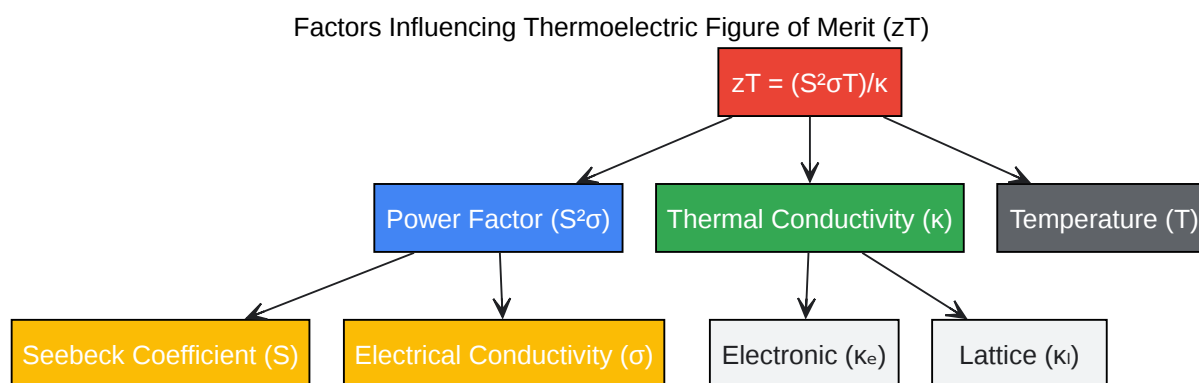 Factors Influencing Thermoelectric Figure of Merit (zT)
zT = (S²σT)/κ
Power Factor (S²σ)
Thermal Conductivity (κ)
Temperature (T)
Seebeck Coefficient (S)
Electrical Conductivity (σ)
Electronic (κₑ)
Lattice (κₗ)